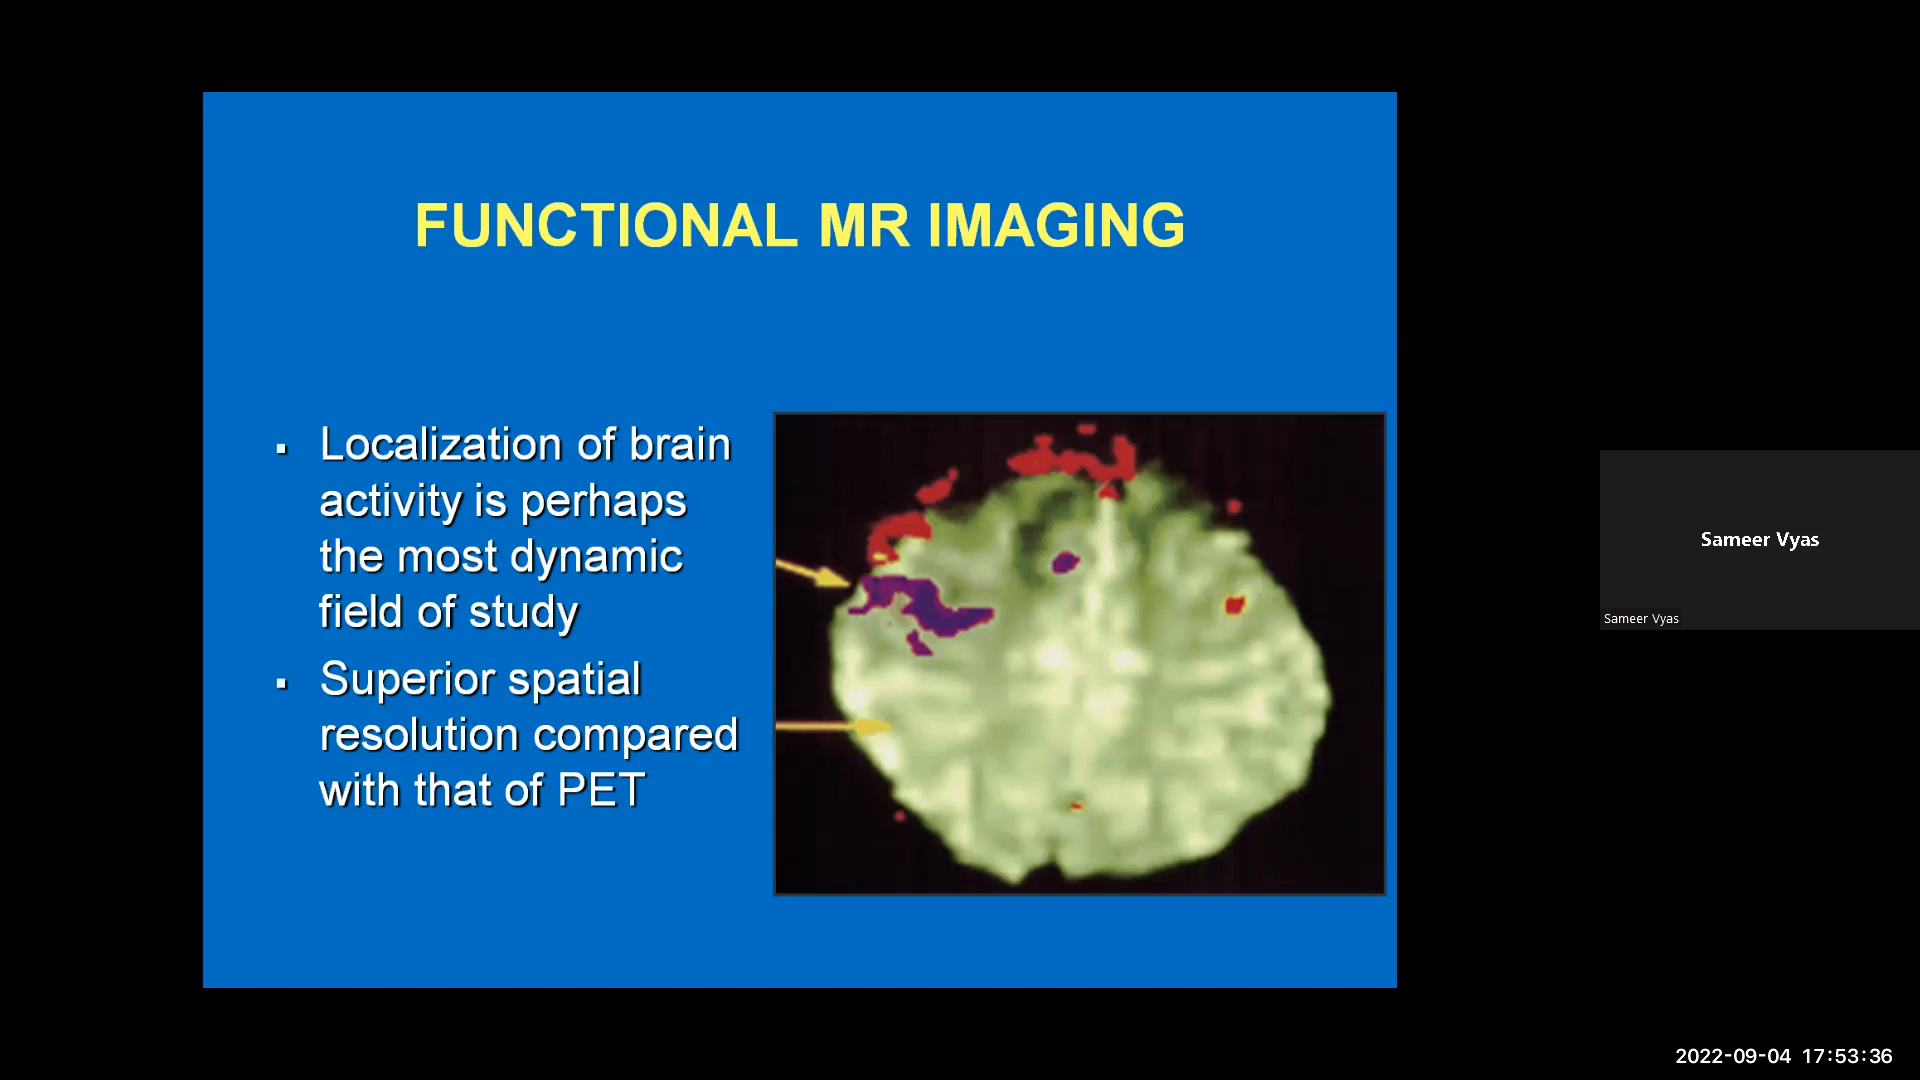 FUNCTIONAL MR IMAGING
▪ Localization of brain
activity is perhaps
the most dynamic
field of study
▪ Superior spatial
resolution compared
with that of PET
Sameer Vyas
Sameer Vyas
2022-09-04 17:53:36